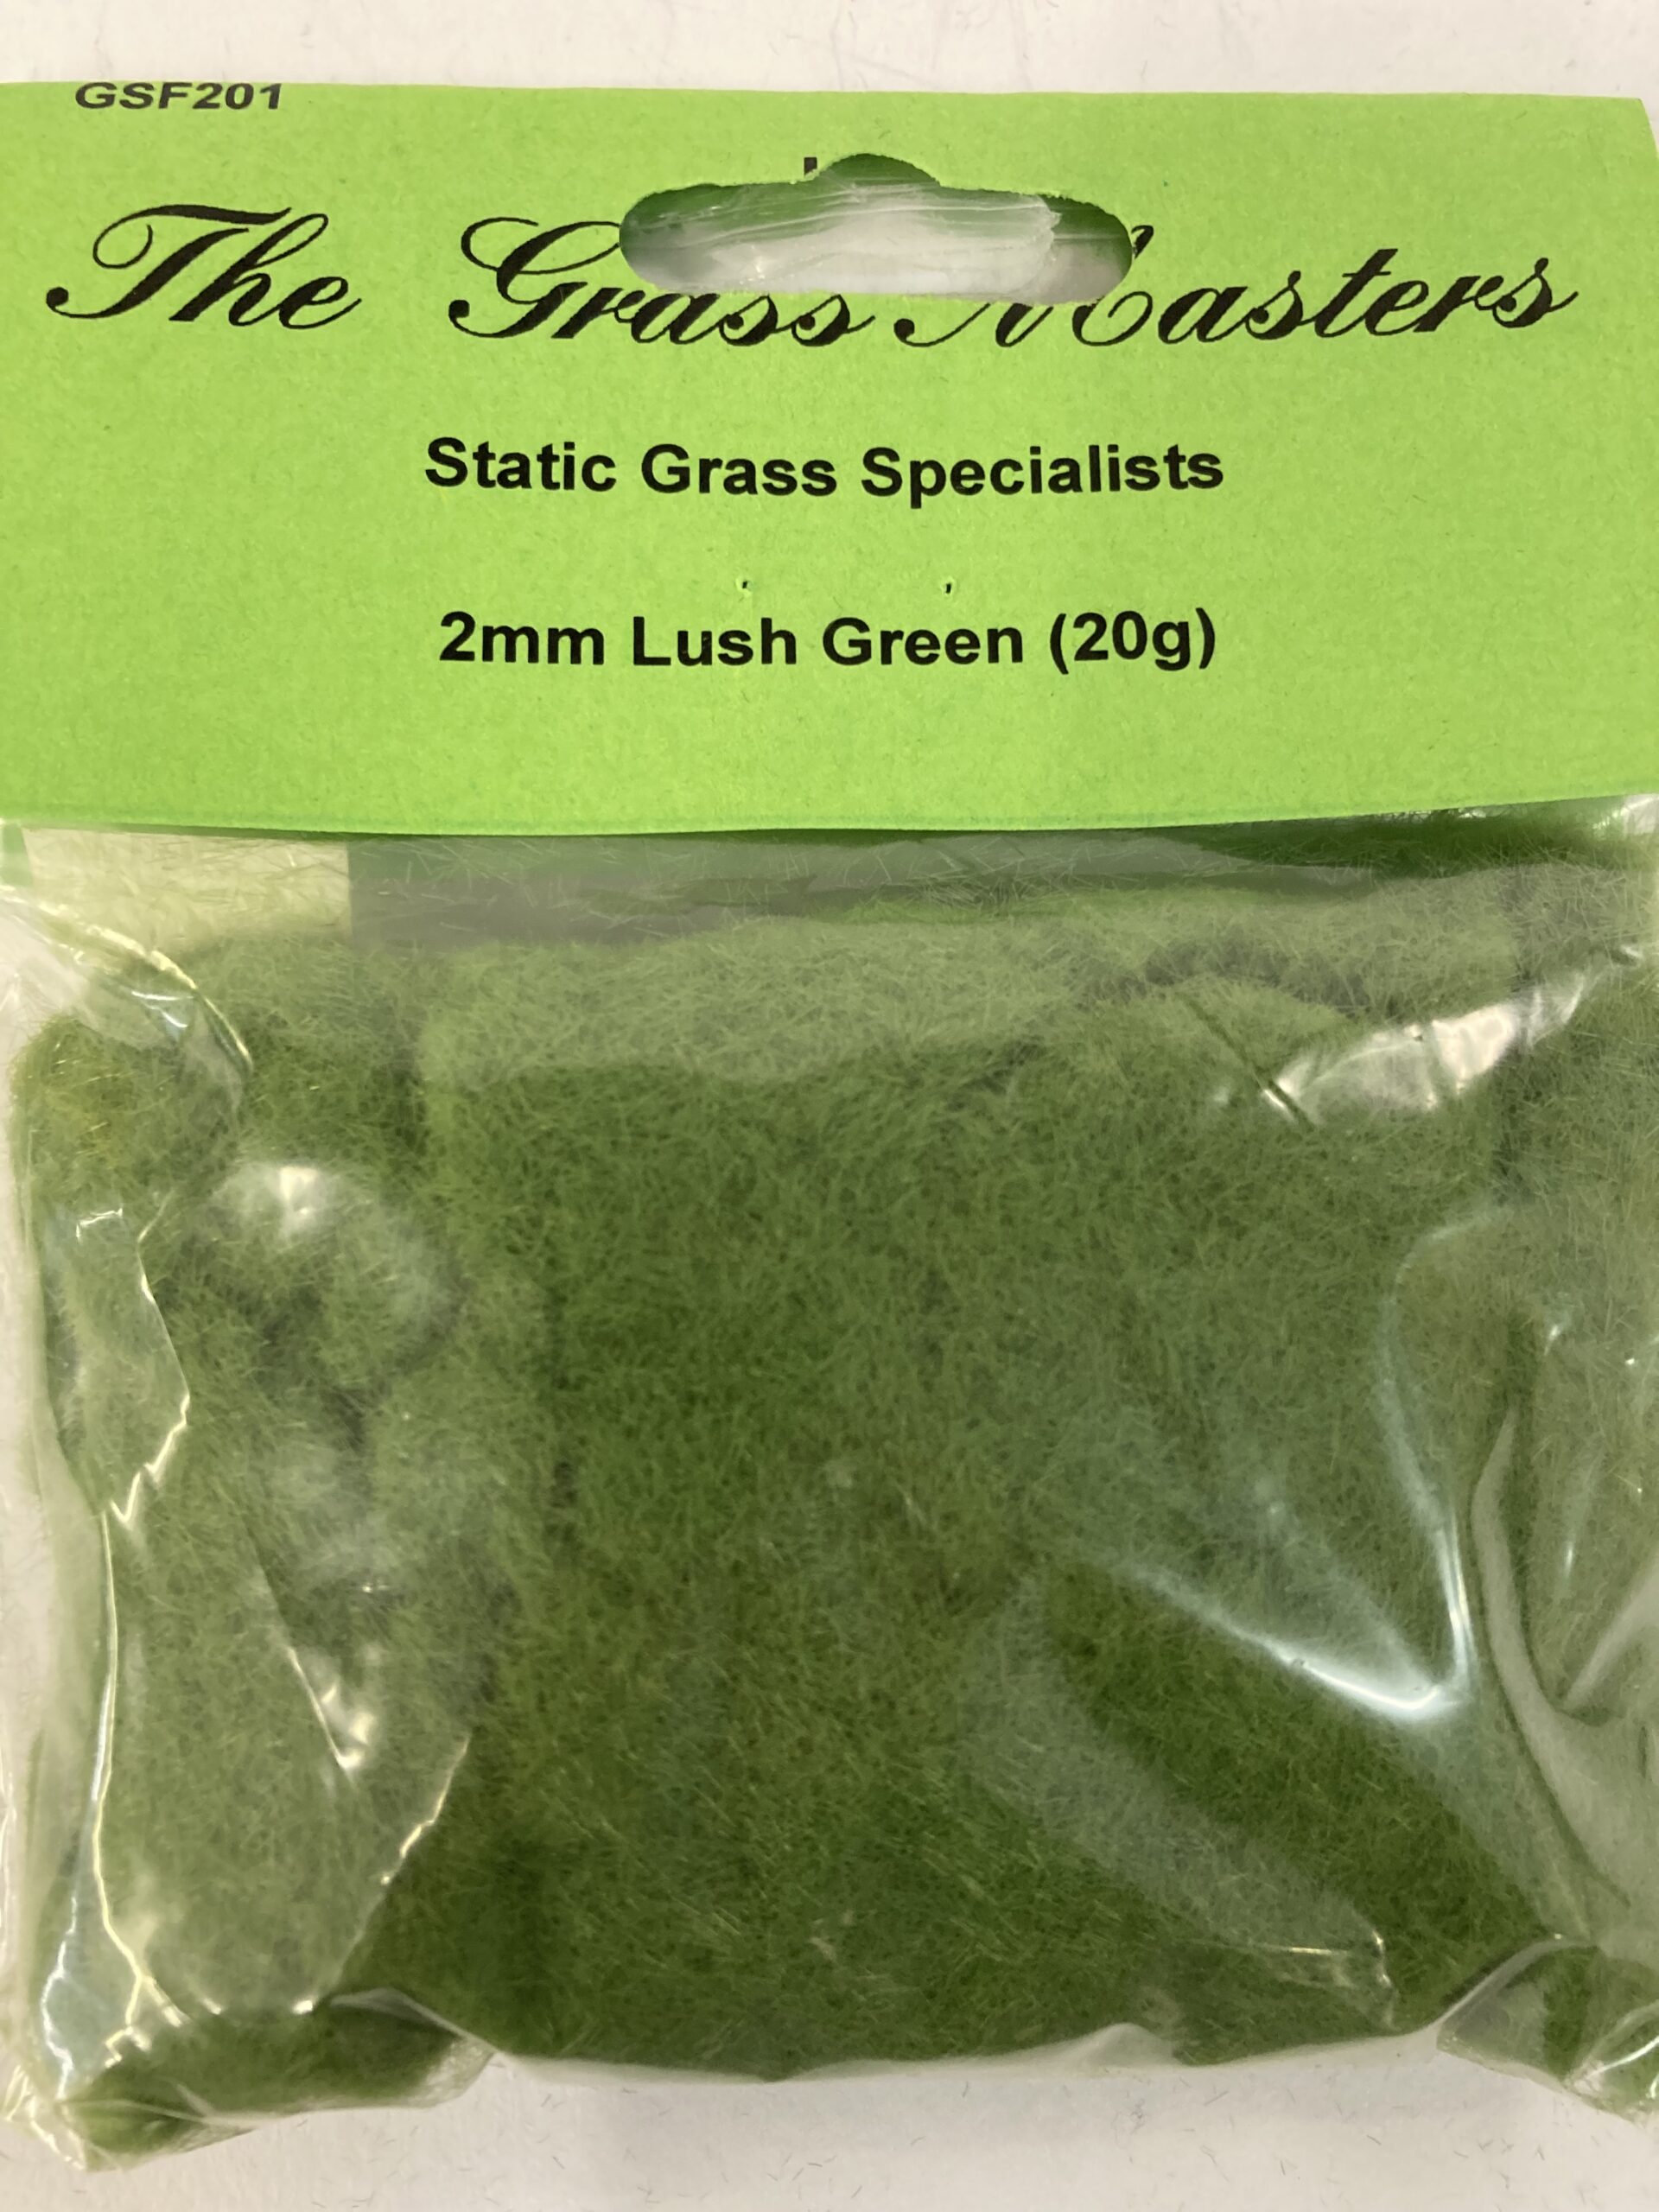 GSF201
The Grass Masters
Static Grass Specialists
2mm Lush Green (20g)